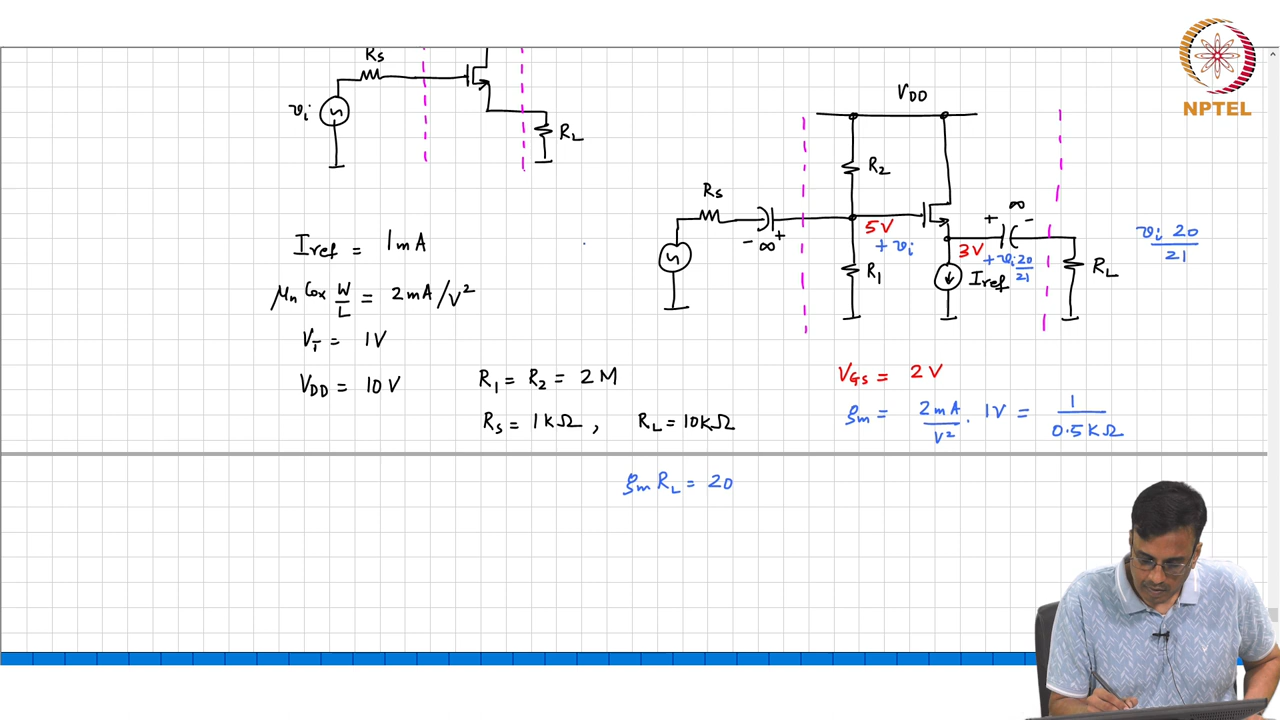 NPTEL
Rs
vi
RL
VDD
R2
Rs
∞
+
-
vi 20/21
- ∞ +
5V
+ vi
3V
+ vi 20/21
R1
Iref
RL
Iref = 1mA
μn Cox W/L = 2mA/V²
VT = 1V
VDD = 10V
R1 = R2 = 2M
Rs = 1kΩ, RL = 10kΩ
VGS = 2V
gm = 2mA/V² . 1V = 1/0.5kΩ
gm RL = 20